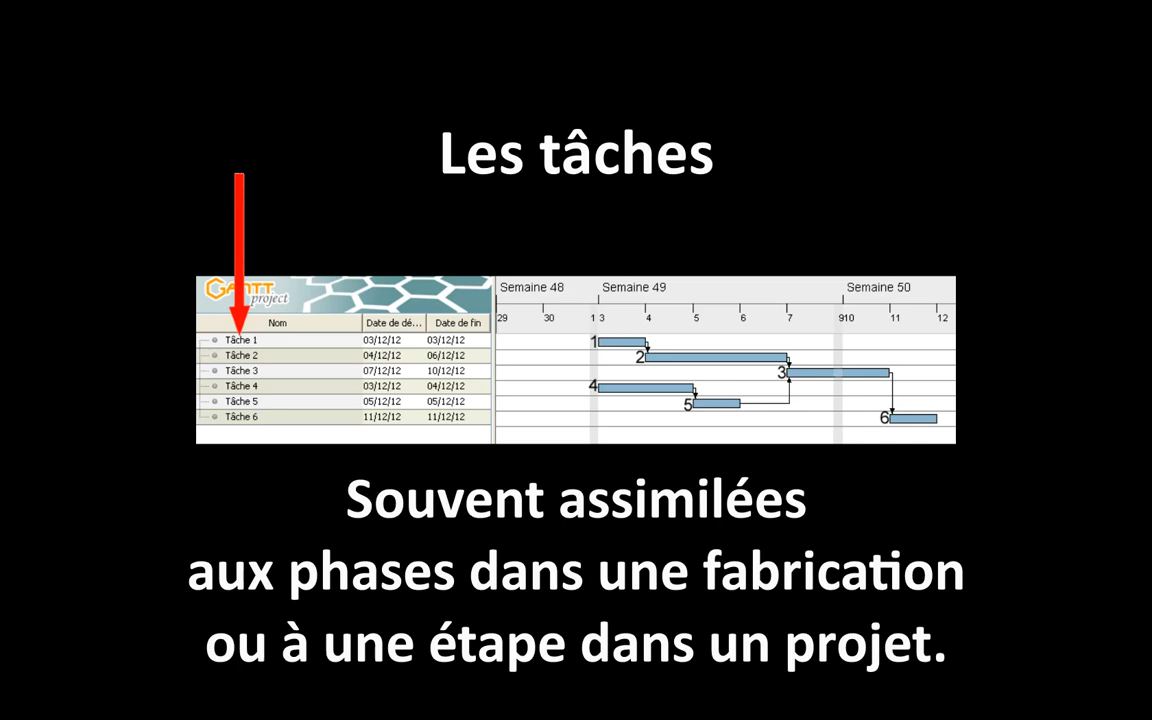 Les tâches
GANTT
project
Semaine 48 Semaine 49 Semaine 50
29 30 1 3 4 5 6 7 9 10 11 12
Nom Date de dé... Date de fin
Tâche 1 03/12/12 03/12/12 1
Tâche 2 04/12/12 06/12/12 2
Tâche 3 07/12/12 10/12/12 3
Tâche 4 03/12/12 04/12/12 4
Tâche 5 05/12/12 05/12/12 5
Tâche 6 11/12/12 11/12/12 6
Souvent assimilées
aux phases dans une fabrication
ou à une étape dans un projet.